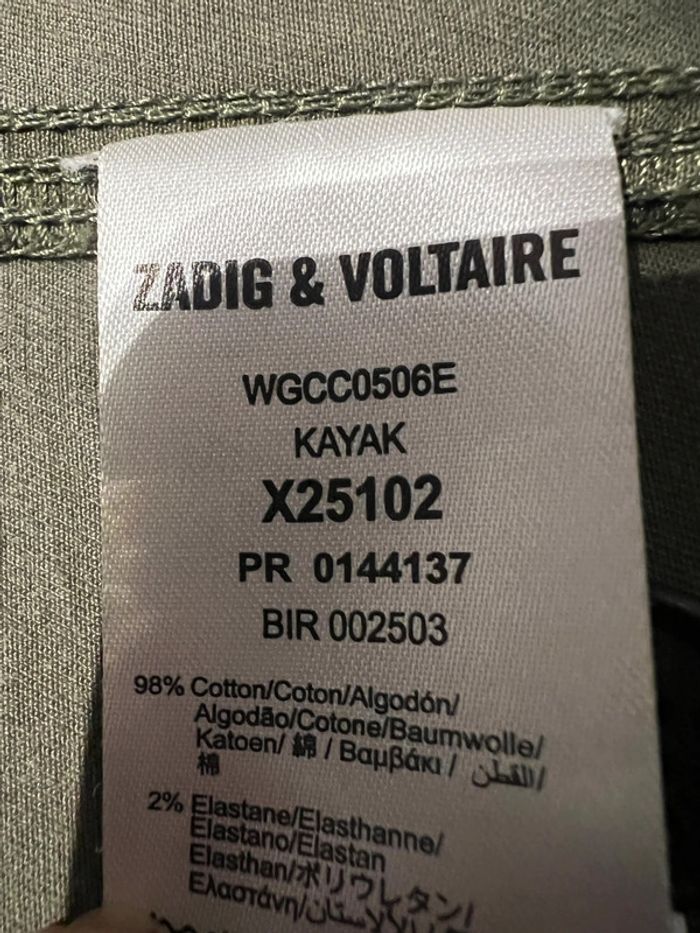 ZADIG & VOLTAIRE
WGCC0506E
KAYAK
X25102
PR 0144137
BIR 002503
98% Cotton/Coton/Algodón/
Algodão/Cotone/Baumwolle/
Katoen/ 綿 / Βαμβάκι / القطن/
棉
2% Elastane/Elasthanne/
Elastano/Elastan
Elasthan/ポリウレタン/
Ελαστάνη/الإيلاستان/